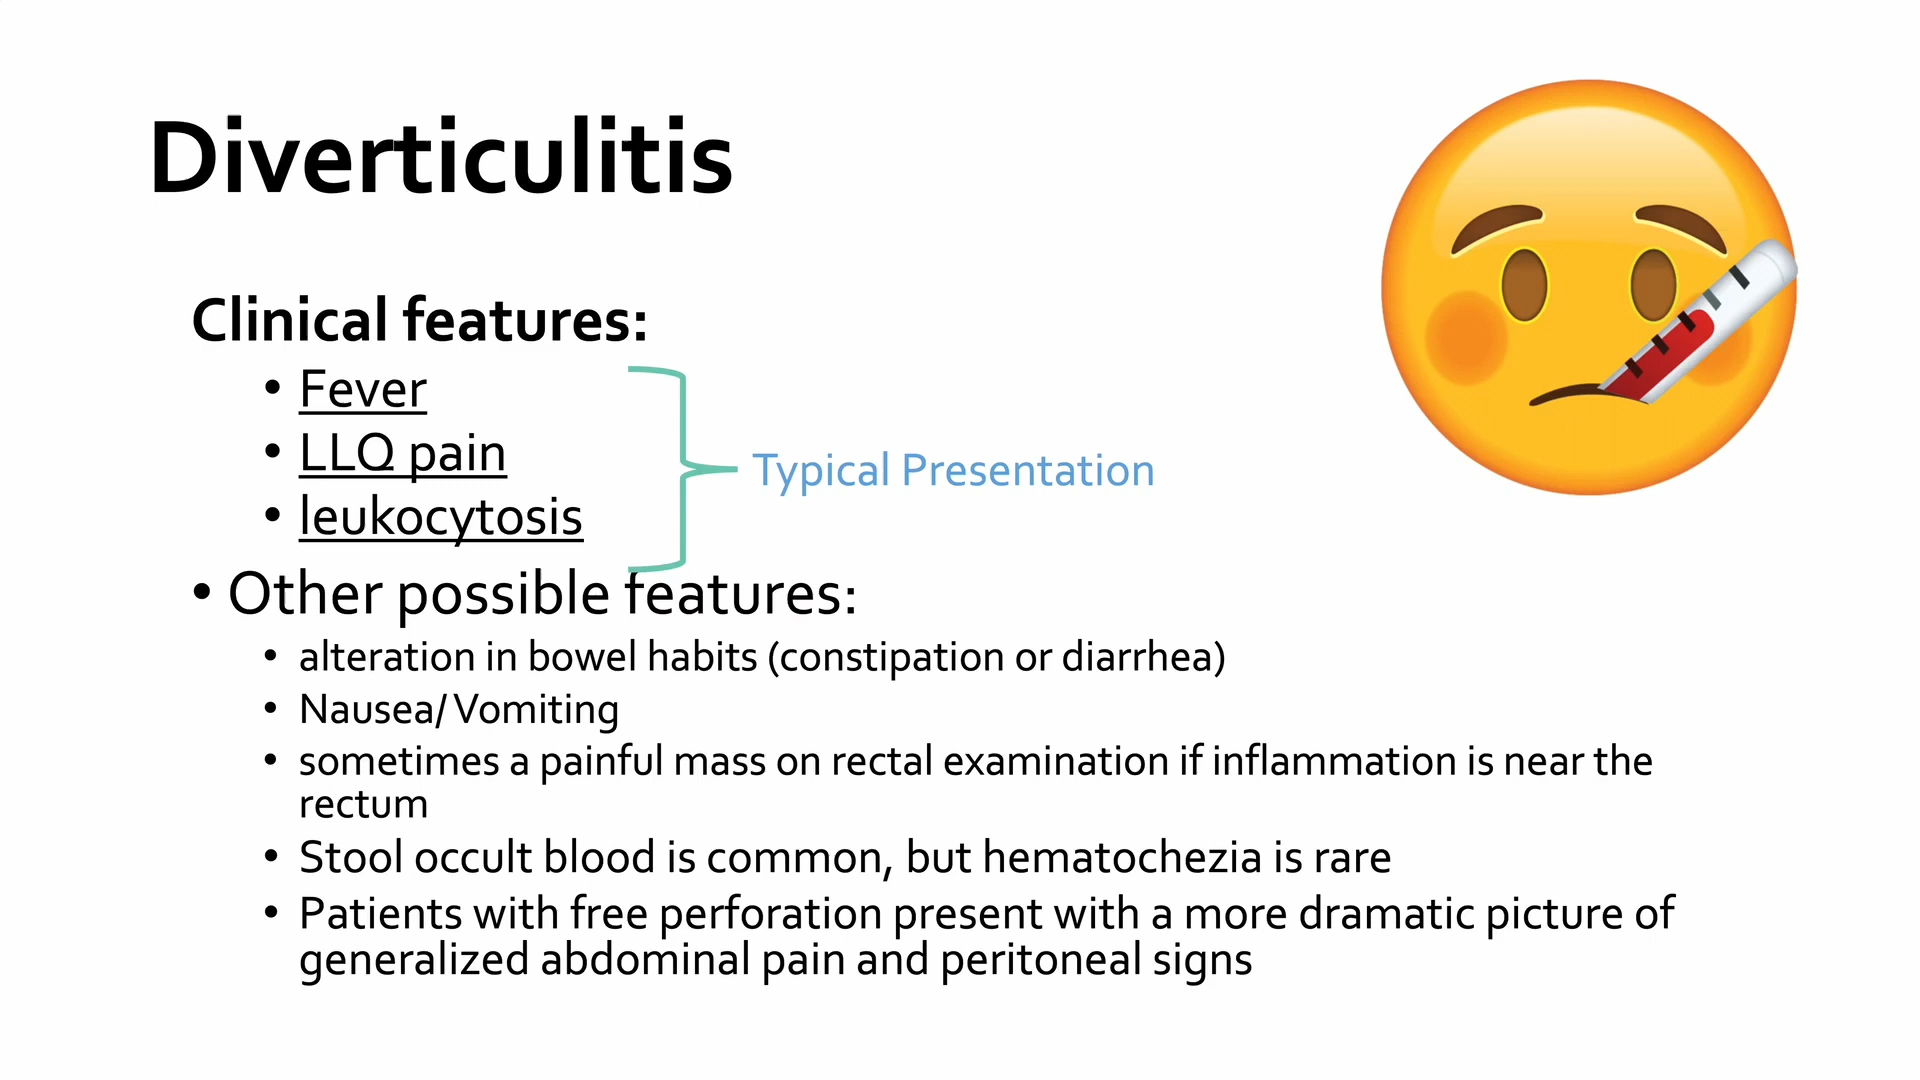 Diverticulitis
Clinical features:
• Fever
• LLQ pain
• leukocytosis
Typical Presentation
• Other possible features:
• alteration in bowel habits (constipation or diarrhea)
• Nausea/ Vomiting
• sometimes a painful mass on rectal examination if inflammation is near the
rectum
• Stool occult blood is common, but hematochezia is rare
• Patients with free perforation present with a more dramatic picture of
generalized abdominal pain and peritoneal signs